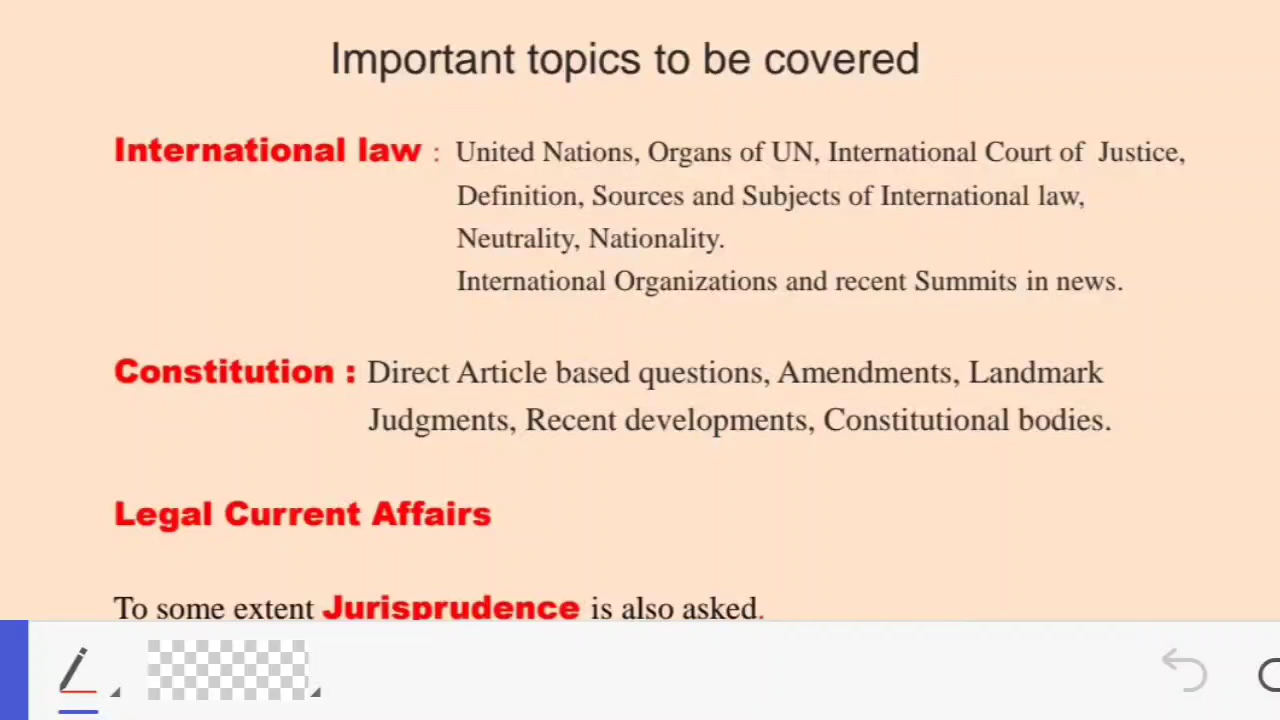 Important topics to be covered
International law : United Nations, Organs of UN, International Court of Justice,
Definition, Sources and Subjects of International law,
Neutrality, Nationality.
International Organizations and recent Summits in news.
Constitution : Direct Article based questions, Amendments, Landmark
Judgments, Recent developments, Constitutional bodies.
Legal Current Affairs
To some extent Jurisprudence is also asked.